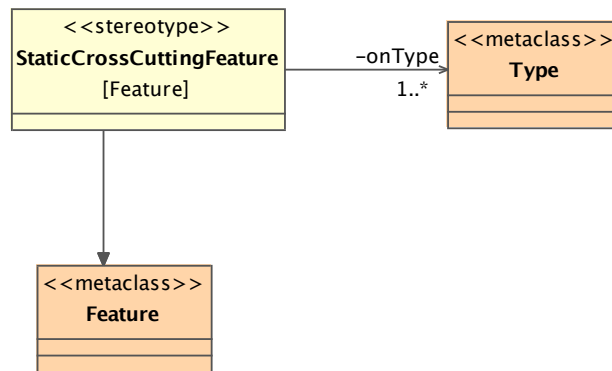 <<stereotype>>
StaticCrossCuttingFeature
[Feature]
-onType
1..*
<<metaclass>>
Type
<<metaclass>>
Feature